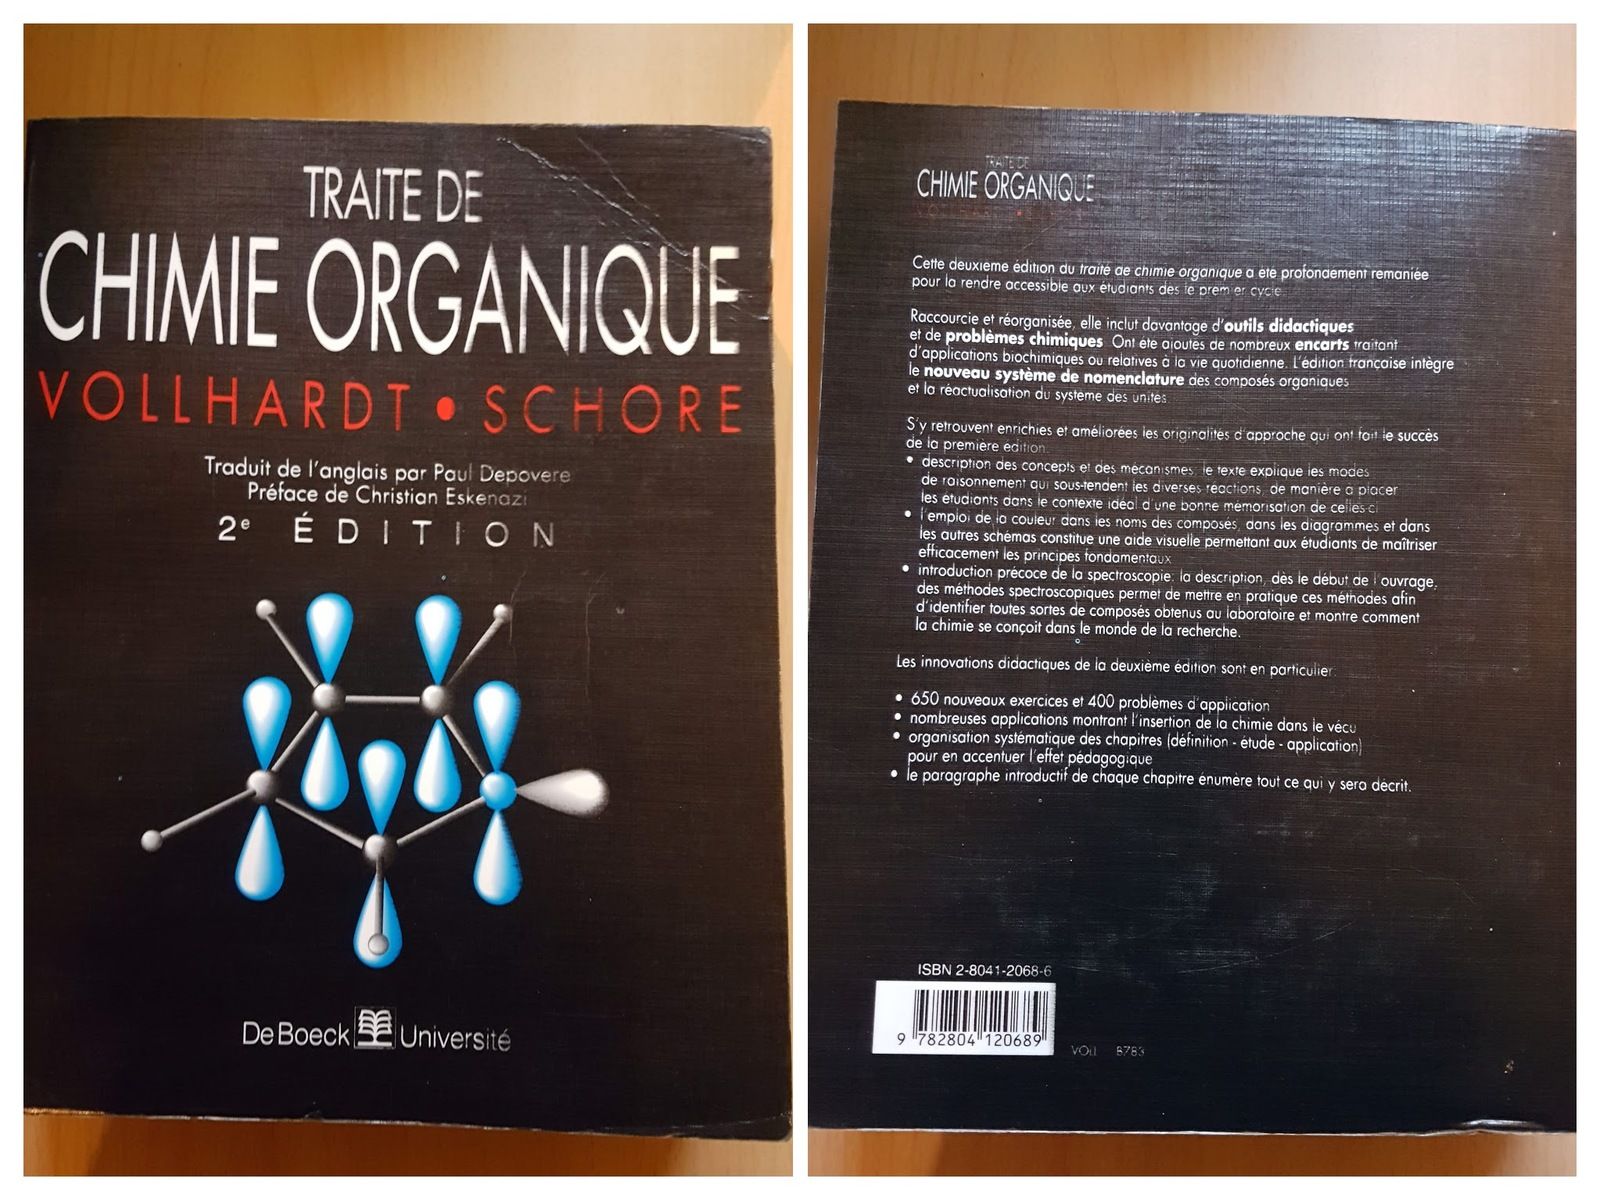 TRAITE DE
CHIMIE ORGANIQUE
VOLLHARDT • SCHORE
Traduit de l'anglais par Paul Depovere
Préface de Christian Eskenazi
2e ÉDITION
De Boeck Université
TRAITE DE
CHIMIE ORGANIQUE
VOLLHARDT •
Cette deuxieme édition du traité de chimie organique a été profondement remaniée
pour la rendre accessible aux étudiants dès le premier cycle.
Raccourcie et réorganisée, elle inclut davantage d'outils didactiques
et de problèmes chimiques. Ont été ajoutés de nombreux encarts traitant
d'applications biochimiques ou relatives à la vie quotidienne. L'édition française intègre
le nouveau système de nomenclature des composés organiques
et la réactualisation du système des unités.
S'y retrouvent enrichies et améliorées les originalités d'approche qui ont fait le succès
de la première édition.
• description des concepts et des mécanismes: le texte explique les modes
de raisonnement qui sous-tendent les diverses réactions, de manière a placer
les étudiants dans le contexte idéal d'une bonne mémorisation de celles-ci
• l'emploi de la couleur dans les noms des composés, dans les diagrammes et dans
les autres schémas constitue une aide visuelle permettant aux étudiants de maîtriser
efficacement les principes fondamentaux
• introduction précoce de la spectroscopie: la description, dès le début de l'ouvrage,
des méthodes spectroscopiques permet de mettre en pratique ces méthodes afin
d'identifier toutes sortes de composés obtenus au laboratoire et montre comment
la chimie se conçoit dans le monde de la recherche.
Les innovations didactiques de la deuxième édition sont en particulier:
• 650 nouveaux exercices et 400 problèmes d'application
• nombreuses applications montrant l'insertion de la chimie dans le vécu
• organisation systématique des chapitres (définition - étude - application)
pour en accentuer l'effet pédagogique
• le paragraphe introductif de chaque chapitre énumère tout ce qui y sera décrit.
ISBN 2-8041-2068-6
9 782804 120689
VOLL 8783